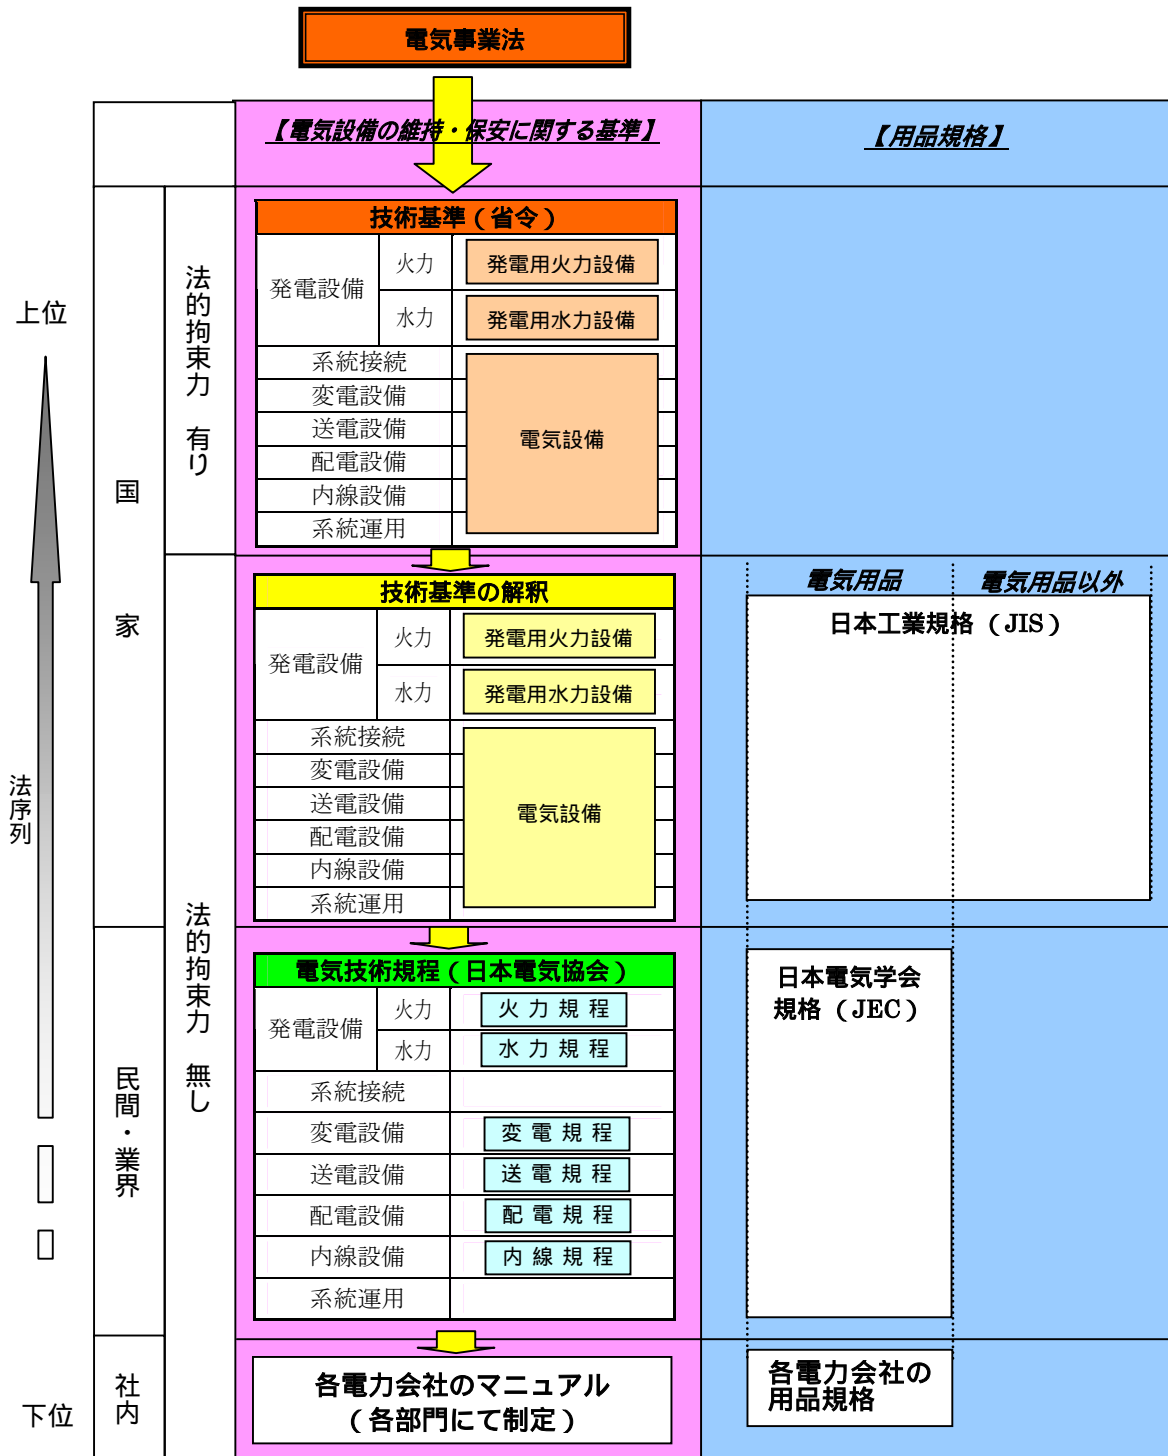 電気事業法
【電気設備の維持・保安に関する基準】
【用品規格】
上位
法序列
下位
国
家
民間・業界
社内
法的拘束力 有り
法的拘束力 無し
技術基準(省令)
発電設備
火力
発電用火力設備
水力
発電用水力設備
系統接続
変電設備
送電設備
配電設備
内線設備
系統運用
電気設備
技術基準の解釈
発電設備
火力
発電用火力設備
水力
発電用水力設備
系統接続
変電設備
送電設備
配電設備
内線設備
系統運用
電気設備
電気用品
電気用品以外
日本工業規格(JIS)
電気技術規程(日本電気協会)
発電設備
火力
火力規程
水力
水力規程
系統接続
変電設備
変電規程
送電設備
送電規程
配電設備
配電規程
内線設備
内線規程
系統運用
日本電気学会
規格(JEC)
各電力会社のマニュアル
(各部門にて制定)
各電力会社の
用品規格